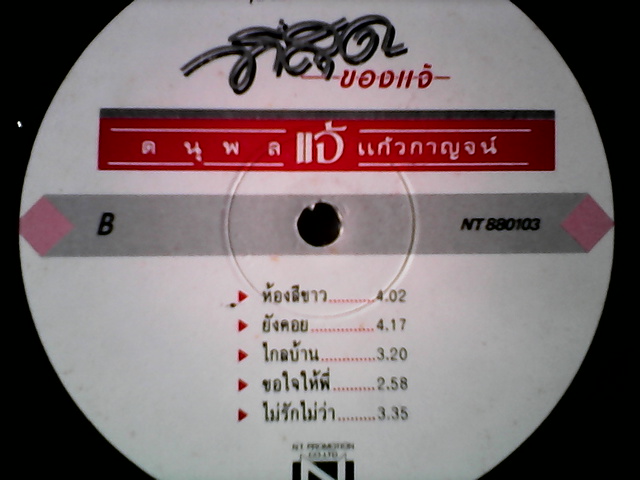 ที่สุด
ของแจ้
ดนุพล แจ้ แก้วกาญจน์
B NT 880103
ห้องสีขาว..........4.02
ยังคอย..............4.17
ไกลบ้าน............3.20
ขอใจให้พี่..........2.58
ไม่รักไม่ว่า.........3.35
NT PROMOTION
CO.,LTD.
N